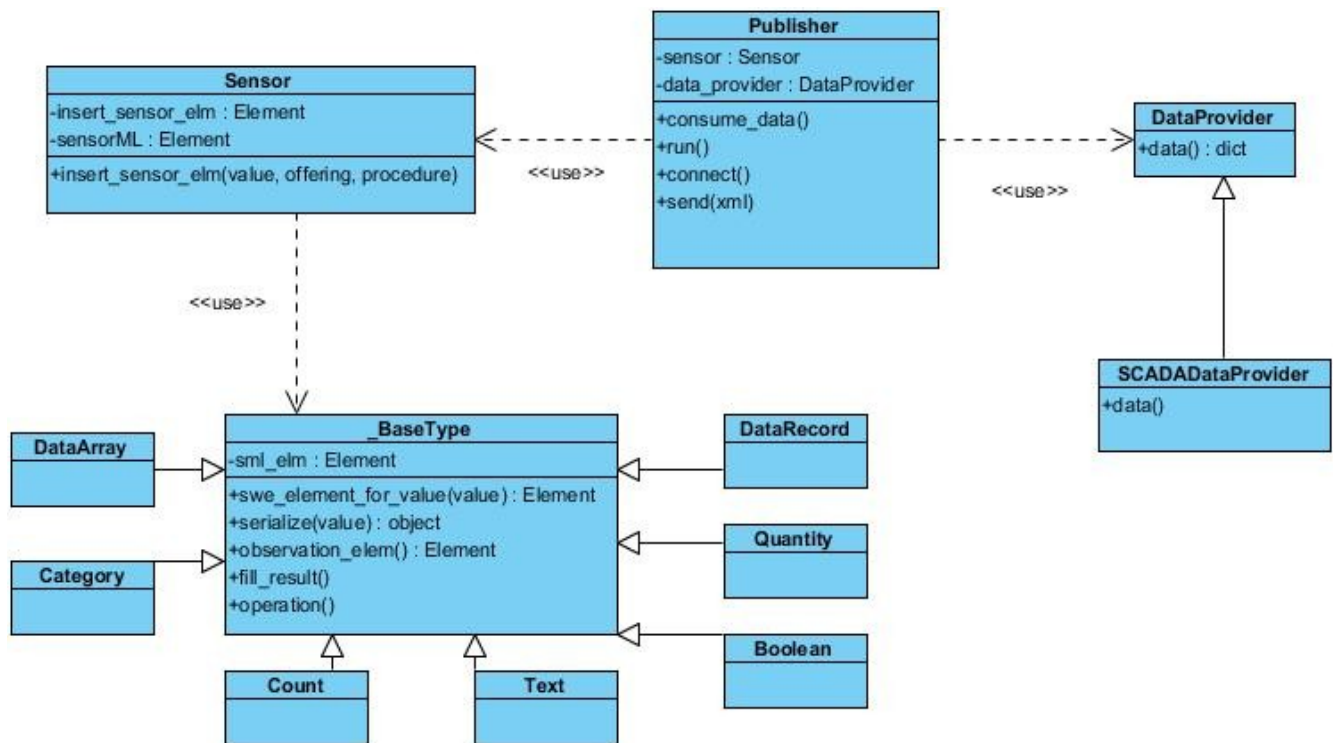 Publisher
-sensor : Sensor
-data_provider : DataProvider
+consume_data()
+run()
+connect()
+send(xml)
Sensor
-insert_sensor_elm : Element
-sensorML : Element
+insert_sensor_elm(value, offering, procedure)
<<use>>
<<use>>
DataProvider
+data() : dict
<<use>>
SCADADataProvider
+data()
_BaseType
-sml_elm : Element
+swe_element_for_value(value) : Element
+serialize(value) : object
+observation_elem() : Element
+fill_result()
+operation()
DataArray
Category
DataRecord
Quantity
Boolean
Count
Text